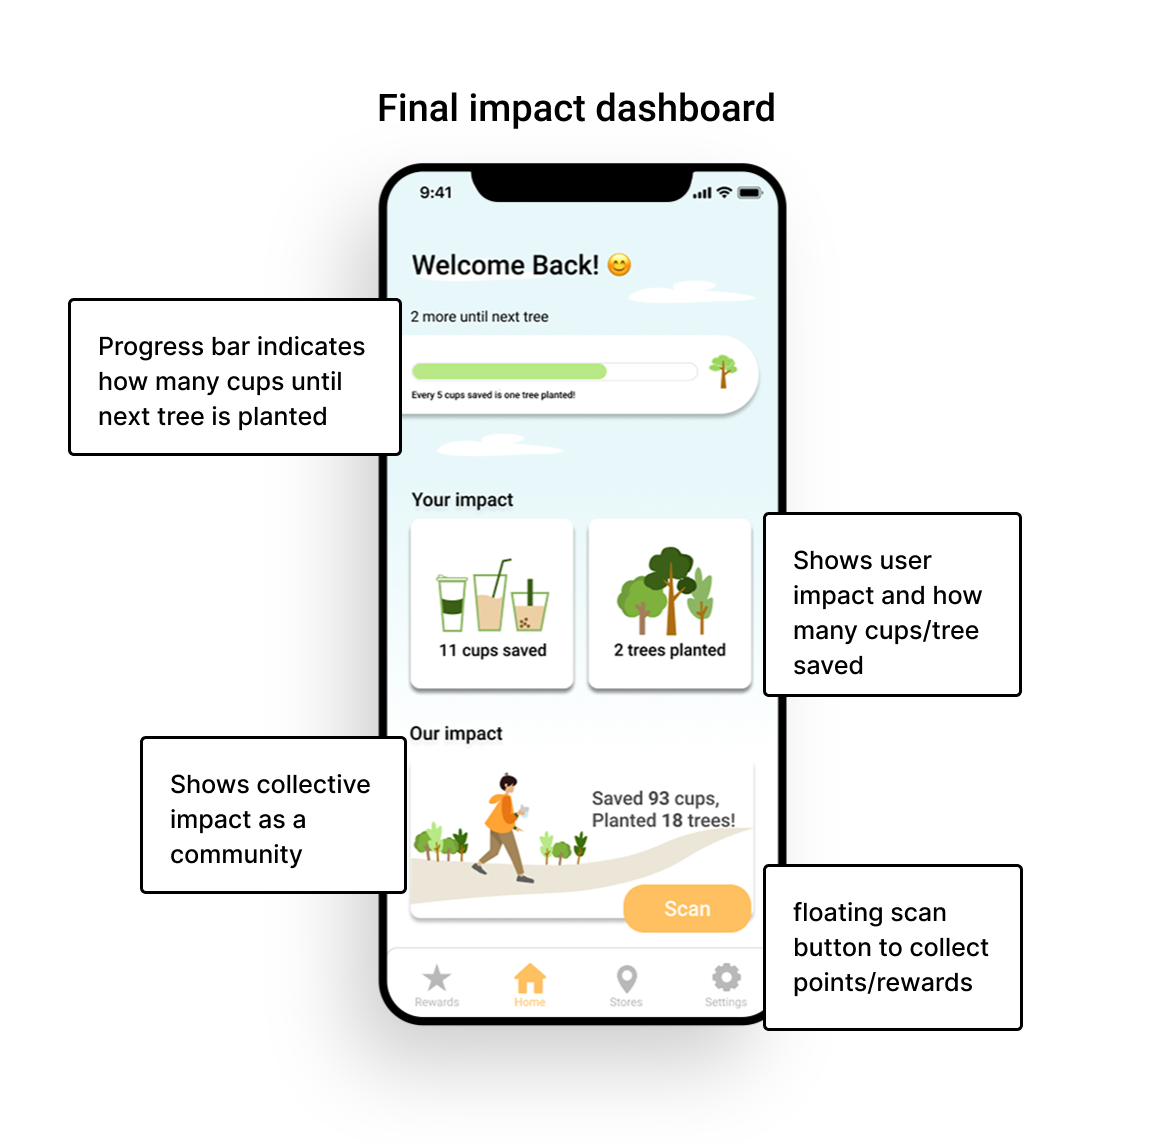 Final impact dashboard
9:41
Welcome Back! 😊
2 more until next tree
Every 5 cups saved is one tree planted!
Progress bar indicates
how many cups until
next tree is planted
Your impact
11 cups saved
2 trees planted
Shows user
impact and how
many cups/tree
saved
Our impact
Saved 93 cups,
Planted 18 trees!
Shows collective
impact as a
community
Scan
floating scan
button to collect
points/rewards
Rewards
Home
Stores
Settings